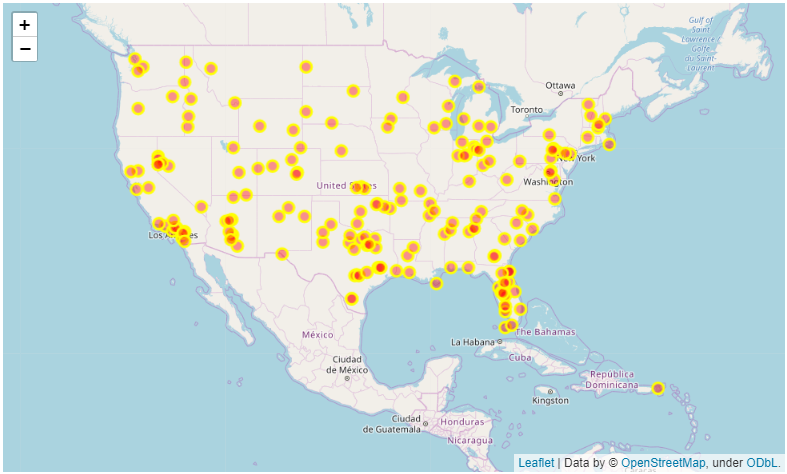 +
−
Gulf of
Saint
Lawrence /
Golfe
du Saint-
Laurent
Ottawa
Toronto
New York
Washington
United States
Los Angeles
México
Ciudad
de México
La Habana
The Bahamas
Cuba
República
Dominicana
Kingston
Ciudad
de Guatemala
Honduras
Nicaragua
Leaflet | Data by © OpenStreetMap, under ODbL.